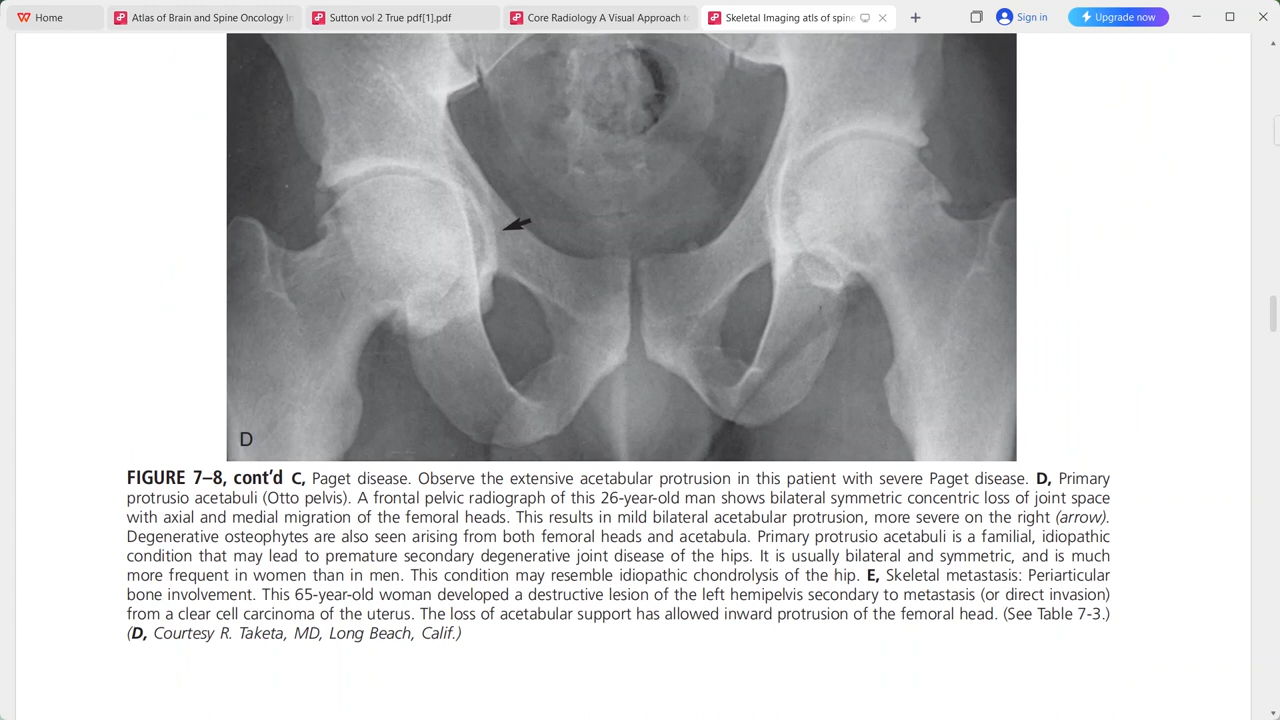 Home
Atlas of Brain and Spine Oncology I
Sutton vol 2 True pdf[1].pdf
Core Radiology A Visual Approach to
Skeletal Imaging atls of spine
Sign in
Upgrade now
D
FIGURE 7–8, cont'd C, Paget disease. Observe the extensive acetabular protrusion in this patient with severe Paget disease. D, Primary
protrusio acetabuli (Otto pelvis). A frontal pelvic radiograph of this 26-year-old man shows bilateral symmetric concentric loss of joint space
with axial and medial migration of the femoral heads. This results in mild bilateral acetabular protrusion, more severe on the right (arrow).
Degenerative osteophytes are also seen arising from both femoral heads and acetabula. Primary protrusio acetabuli is a familial, idiopathic
condition that may lead to premature secondary degenerative joint disease of the hips. It is usually bilateral and symmetric, and is much
more frequent in women than in men. This condition may resemble idiopathic chondrolysis of the hip. E, Skeletal metastasis: Periarticular
bone involvement. This 65-year-old woman developed a destructive lesion of the left hemipelvis secondary to metastasis (or direct invasion)
from a clear cell carcinoma of the uterus. The loss of acetabular support has allowed inward protrusion of the femoral head. (See Table 7-3.)
(D, Courtesy R. Taketa, MD, Long Beach, Calif.)